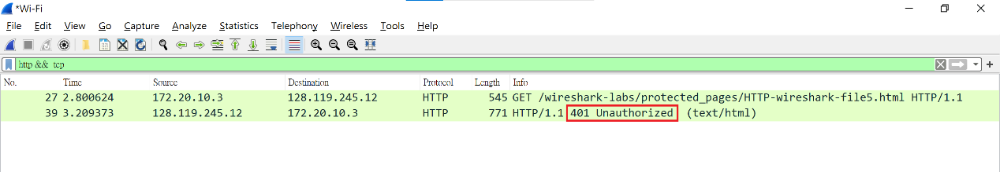 *Wi-Fi
File Edit View Go Capture Analyze Statistics Telephony Wireless Tools Help
http && tcp
No. Time Source Destination Protocol Length Info
27 2.800624 172.20.10.3 128.119.245.12 HTTP 545 GET /wireshark-labs/protected_pages/HTTP-wireshark-file5.html HTTP/1.1
39 3.209373 128.119.245.12 172.20.10.3 HTTP 771 HTTP/1.1 401 Unauthorized (text/html)